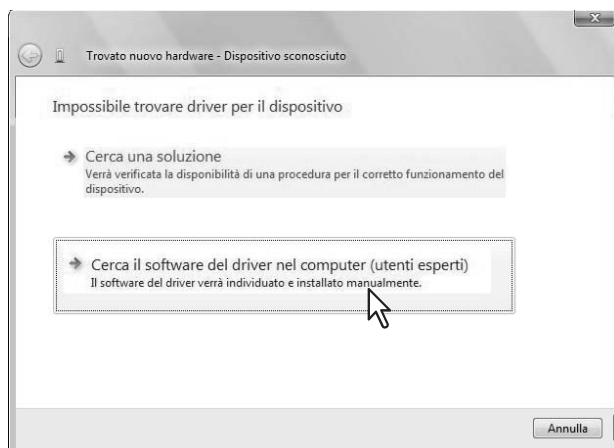 Trovato nuovo hardware - Dispositivo sconosciuto
Impossibile trovare driver per il dispositivo
Cerca una soluzione
Verrà verificata la disponibilità di una procedura per il corretto funzionamento del
dispositivo.
Cerca il software del driver nel computer (utenti esperti)
Il software del driver verrà individuato e installato manualmente.
Annulla